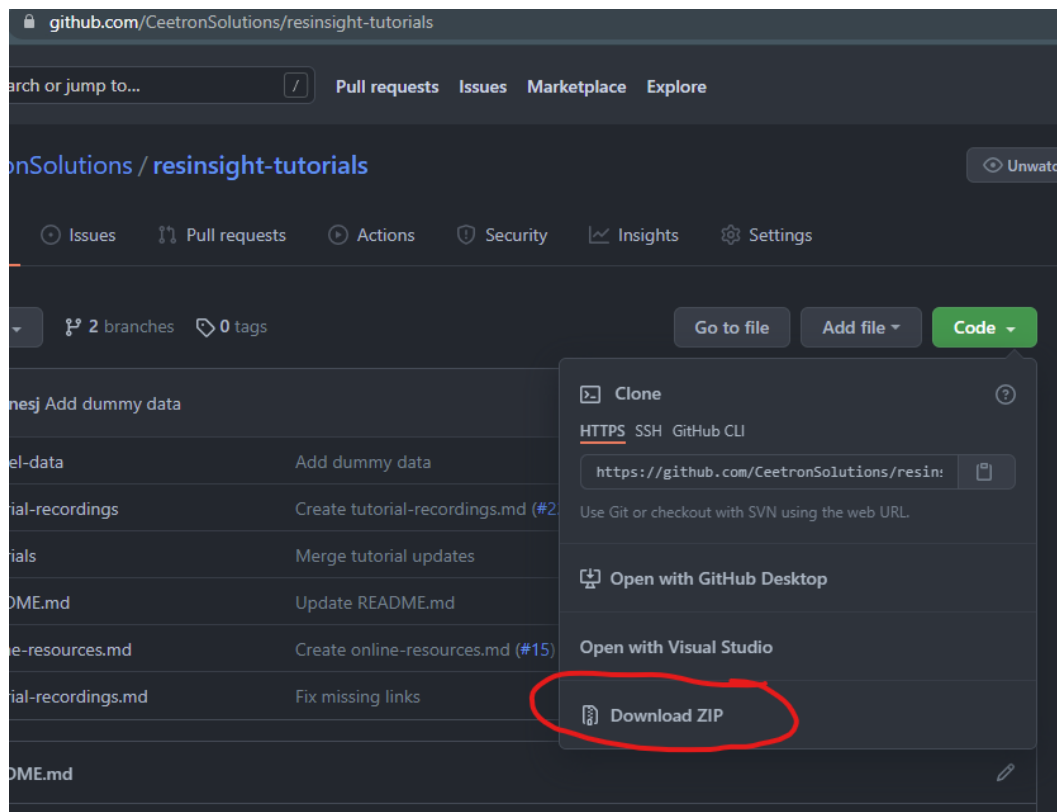 github.com/CeetronSolutions/resinsight-tutorials
arch or jump to... /
Pull requests Issues Marketplace Explore
onSolutions / resinsight-tutorials
Unwatc
Issues Pull requests Actions Security Insights Settings
2 branches 0 tags
Go to file Add file Code
nesj Add dummy data
el-data Add dummy data
rial-recordings Create tutorial-recordings.md (#2
rials Merge tutorial updates
OME.md Update README.md
ne-resources.md Create online-resources.md (#15)
rial-recordings.md Fix missing links
OME.md
Clone
HTTPS SSH GitHub CLI
https://github.com/CeetronSolutions/resins
Use Git or checkout with SVN using the web URL.
Open with GitHub Desktop
Open with Visual Studio
Download ZIP